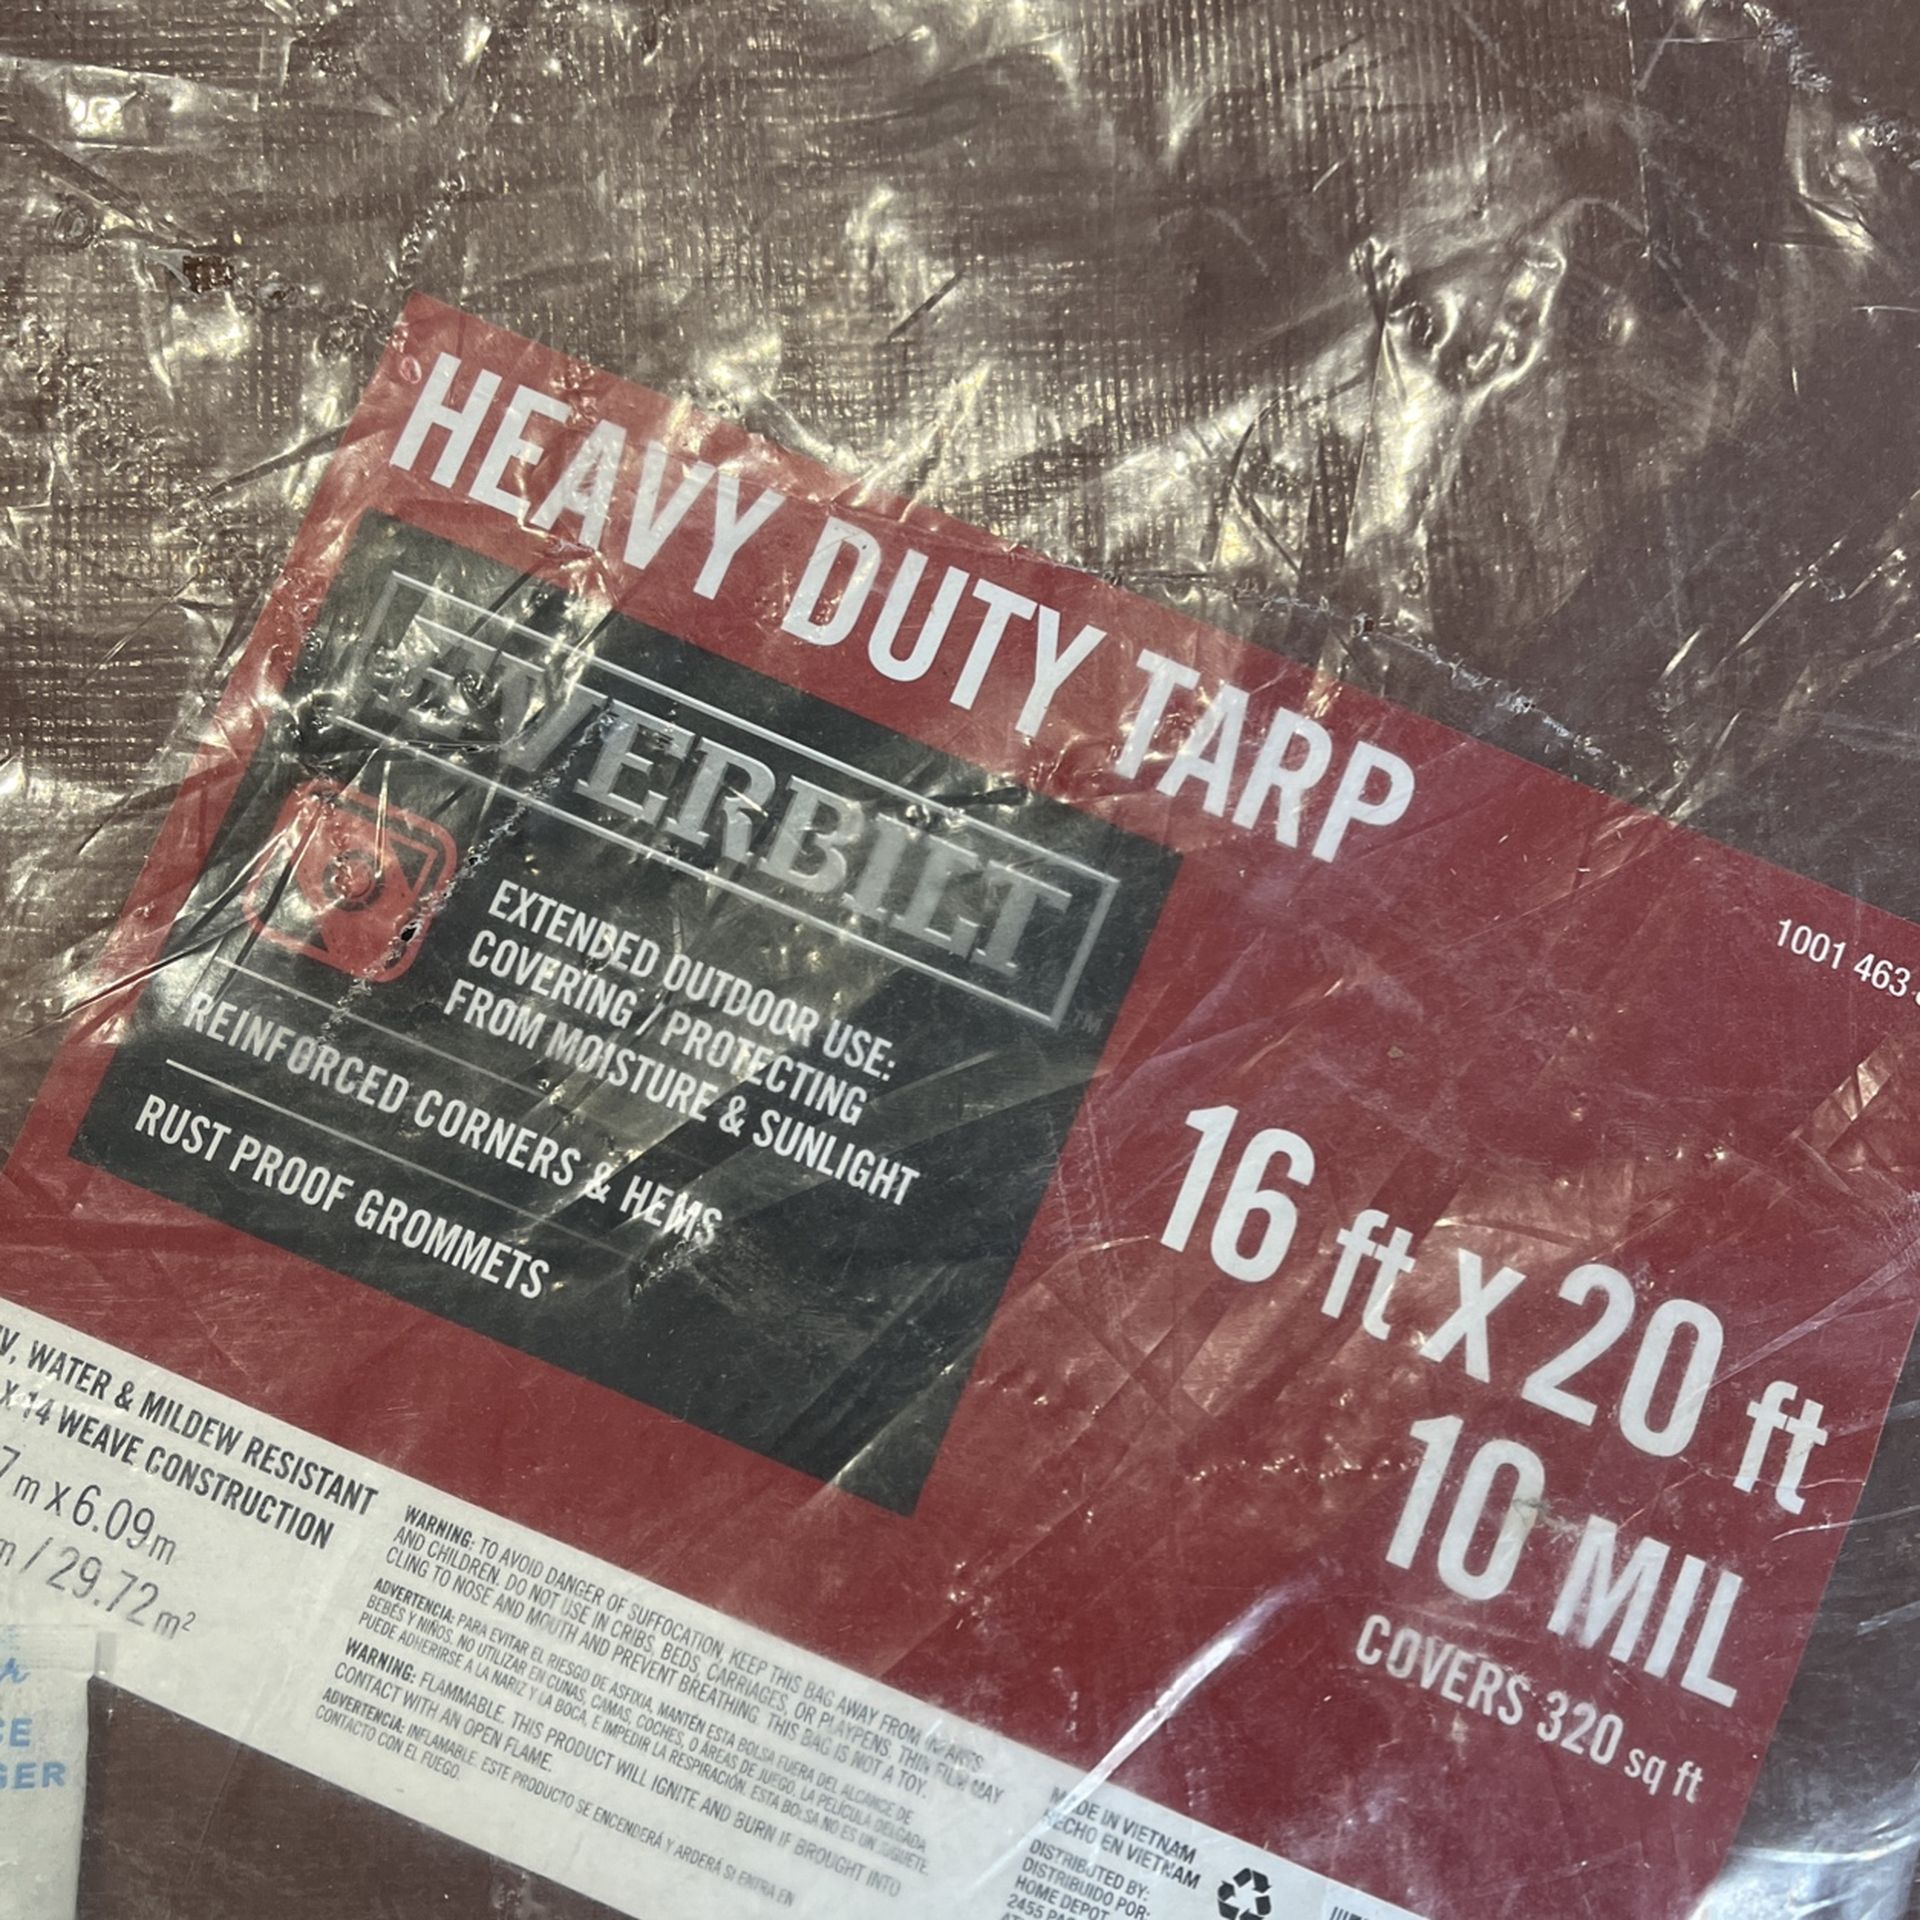 HEAVY DUTY TARP
EVERBILT™
EXTENDED OUTDOOR USE:
COVERING / PROTECTING
FROM MOISTURE & SUNLIGHT
REINFORCED CORNERS & HEMS
RUST PROOF GROMMETS
1001 463
16 ft X 20 ft
10 MIL
COVERS 320 sq ft
WATER & MILDEW RESISTANT
X 14 WEAVE CONSTRUCTION
7m x 6.09m
m / 29.72 m²
WARNING: TO AVOID DANGER OF SUFFOCATION, KEEP THIS BAG AWAY FROM INFANTS
AND CHILDREN. DO NOT USE IN CRIBS, BEDS, CARRIAGES, OR PLAYPENS. THIN FILM MAY
CLING TO NOSE AND MOUTH AND PREVENT BREATHING. THIS BAG IS NOT A TOY.
ADVERTENCIA: PARA EVITAR EL RIESGO DE ASFIXIA, MANTÉN ESTA BOLSA FUERA DEL ALCANCE DE
BEBÉS Y NIÑOS. NO UTILIZAR EN CUNAS, CAMAS, COCHES, O ÁREAS DE JUEGO. LA PELÍCULA DELGADA
PUEDE ADHERIRSE A LA NARIZ Y LA BOCA, E IMPEDIR LA RESPIRACIÓN. ESTA BOLSA NO ES UN JUGUETE.
WARNING: FLAMMABLE. THIS PRODUCT WILL IGNITE AND BURN IF BROUGHT INTO
CONTACT WITH AN OPEN FLAME.
ADVERTENCIA: INFLAMABLE. ESTE PRODUCTO SE ENCENDERÁ Y ARDERÁ SI ENTRA EN
CONTACTO CON EL FUEGO.
MADE IN VIETNAM
HECHO EN VIETNAM
DISTRIBUTED BY:
DISTRIBUIDO POR:
HOME DEPOT
2455
CE
GER